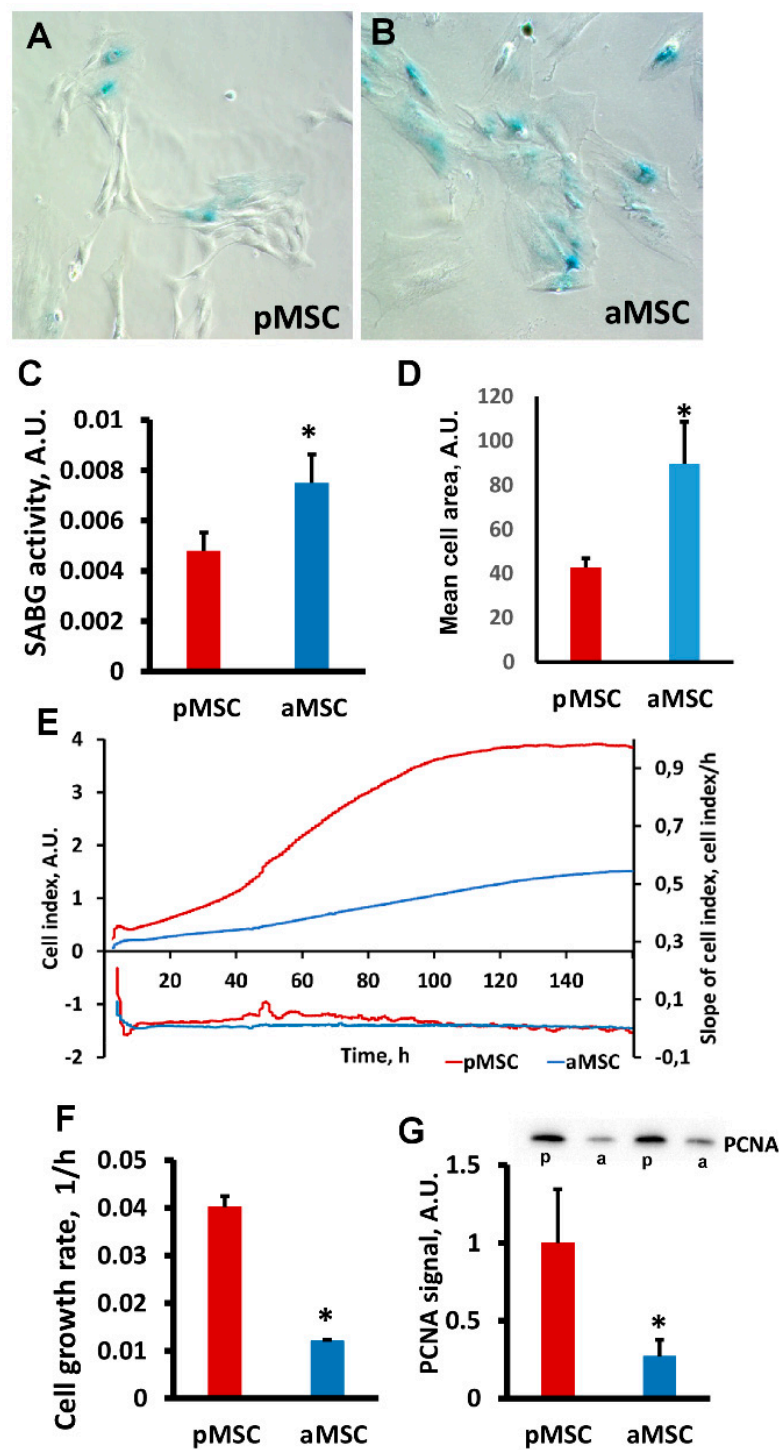 A
B
pMSC
aMSC
C
D
0.01
0.008
0.006
0.004
0.002
0
SABG activity, A.U.
*
pMSC
aMSC
120
100
80
60
40
20
0
Mean cell area, A.U.
*
pMSC
aMSC
E
4
3
2
1
0
-1
-2
Cell index, A.U.
20
40
60
80
100
120
140
Time, h
pMSC
aMSC
0,9
0,7
0,5
0,3
0,1
-0,1
Slope of cell index, cell index/h
F
0.05
0.04
0.03
0.02
0.01
0
Cell growth rate, 1/h
*
pMSC
aMSC
G
PCNA
p
a
p
a
1.5
1
0.5
0
PCNA signal, A.U.
*
pMSC
aMSC